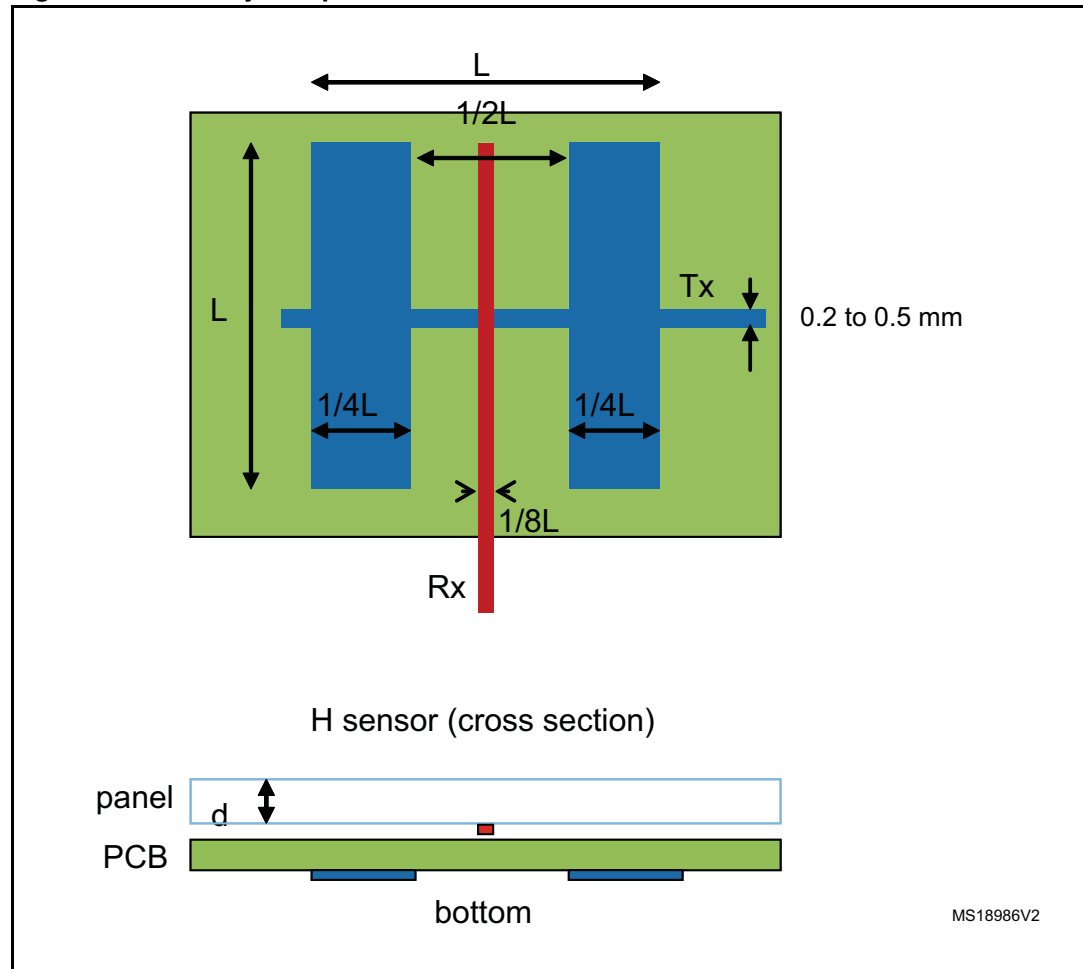 L
1/2L
Tx
L
0.2 to 0.5 mm
1/4L
1/4L
1/8L
Rx
H sensor (cross section)
panel
d
PCB
bottom
MS18986V2